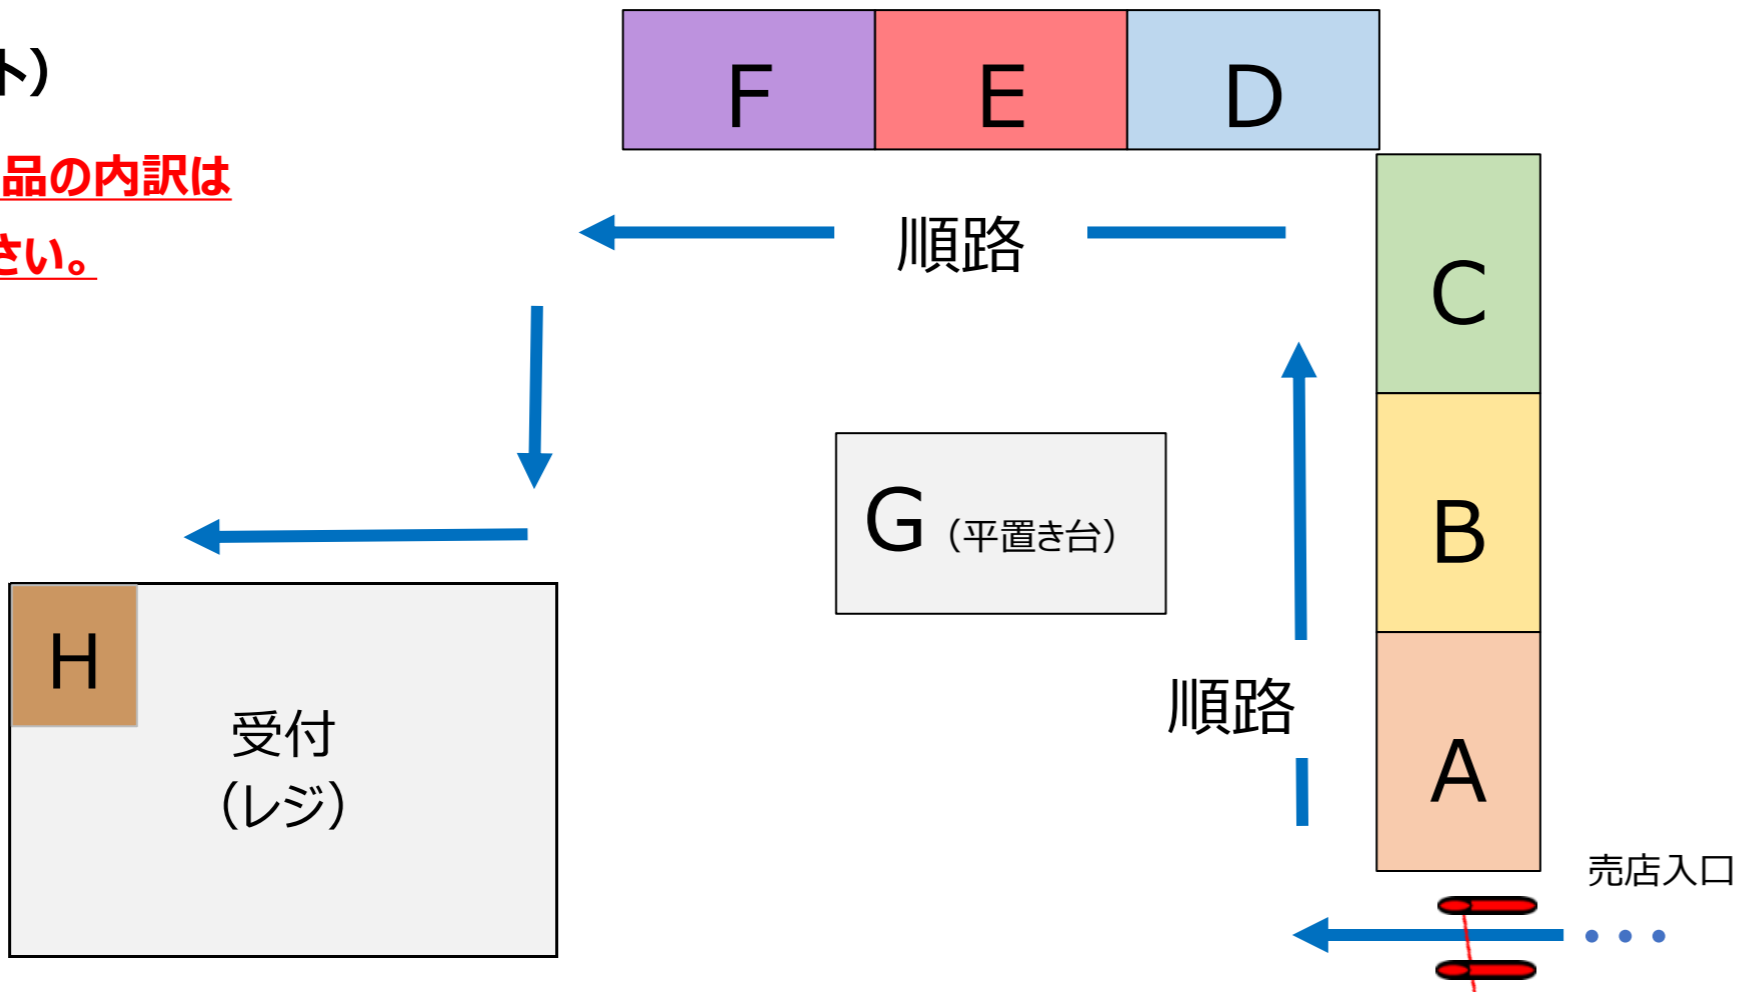 ト）
品の内訳は
さい。
F E D
順路
C
B
G （平置き台）
順路
A
H
受付
（レジ）
売店入口